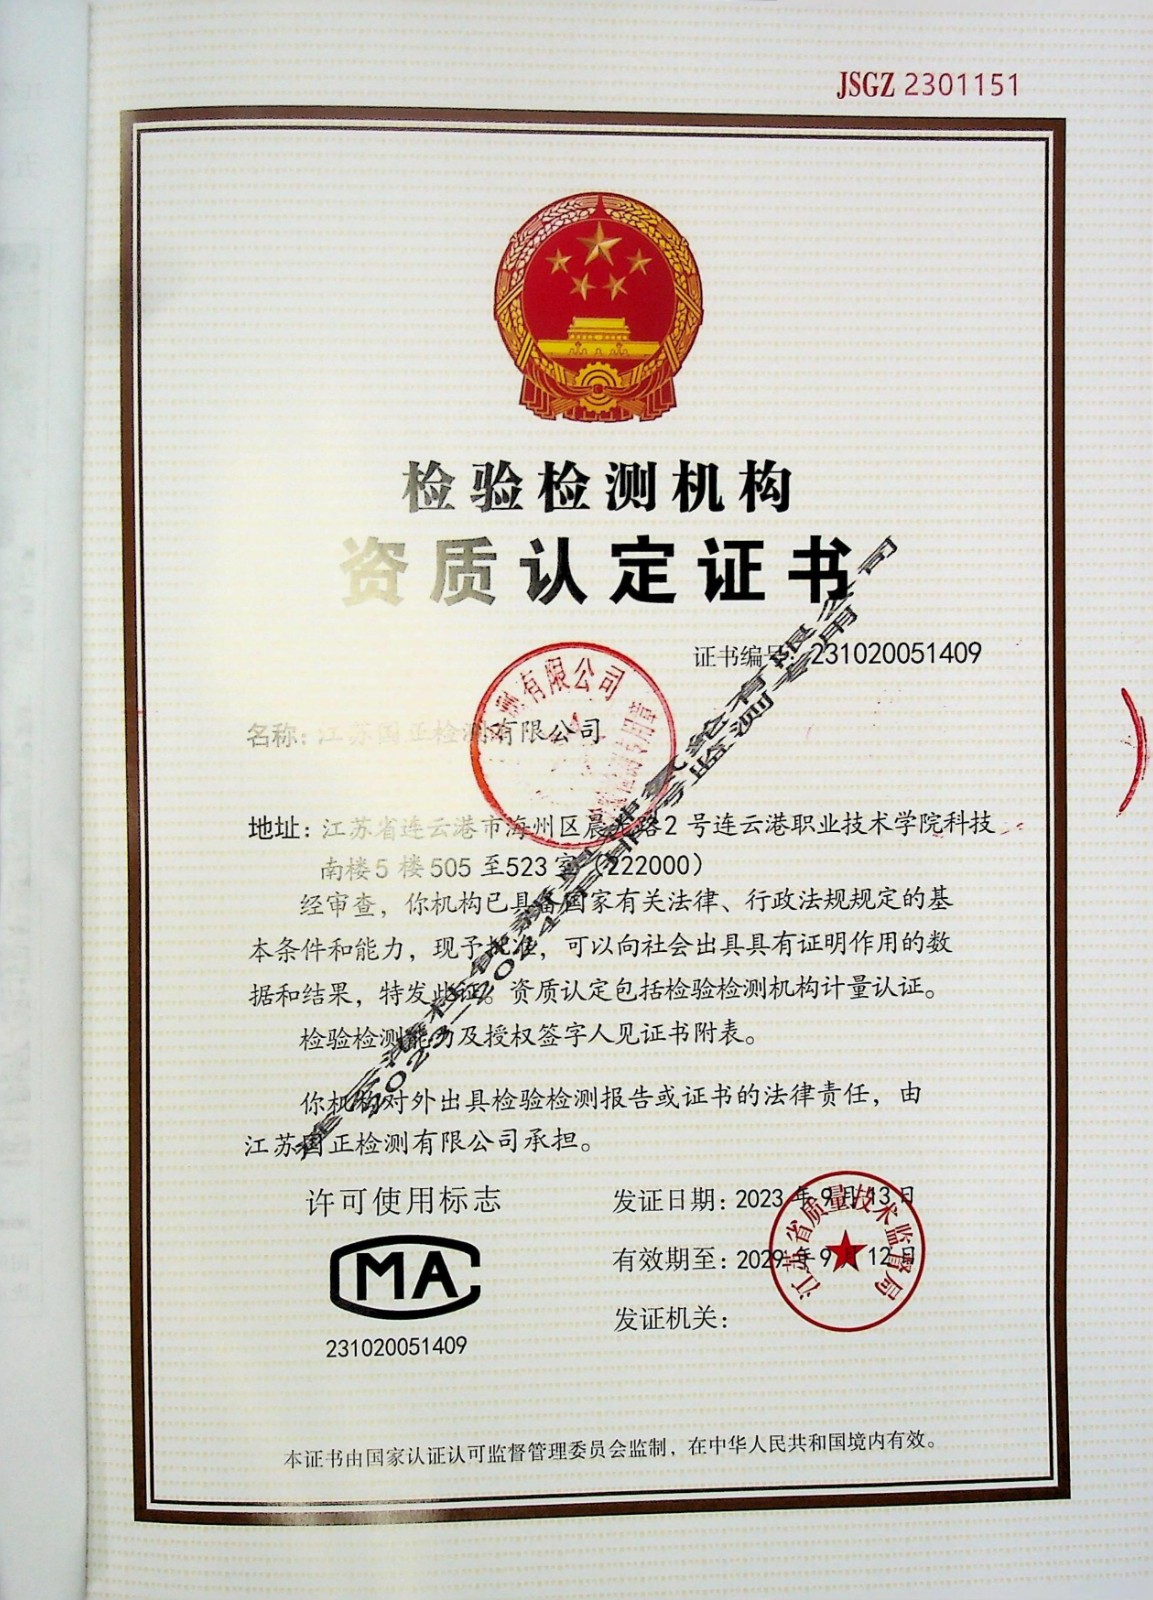 JSGZ 2301151
检验检测机构
资质认定证书
证书编号：231020051409
名称：江苏国正检测有限公司
地址：江苏省连云港市海州区晨光路2号连云港职业技术学院科技
南楼5楼505至523室（222000）
经审查，你机构已具备国家有关法律、行政法规规定的基
本条件和能力，现予批准，可以向社会出具具有证明作用的数
据和结果，特发此证。资质认定包括检验检测机构计量认证。
检验检测能力及授权签字人见证书附表。
你机构对外出具检验检测报告或证书的法律责任，由
江苏国正检测有限公司承担。
许可使用标志
MA
231020051409
发证日期：2023年9月13日
有效期至：2029年9月12日
发证机关：
江苏省质量技术监督局
本证书由国家认证认可监督管理委员会监制，在中华人民共和国境内有效。